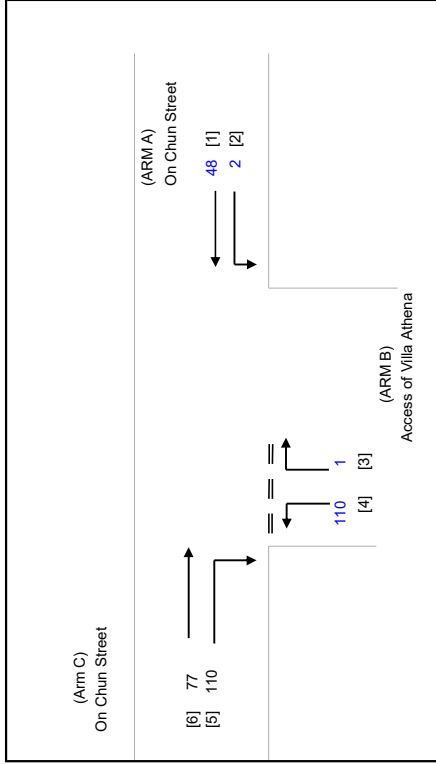 (Arm C)
On Chun Street
(ARM A)
On Chun Street
[6] 77
[5] 110
48 [1]
2 [2]
110
[4]
1
[3]
(ARM B)
Access of Villa Athena